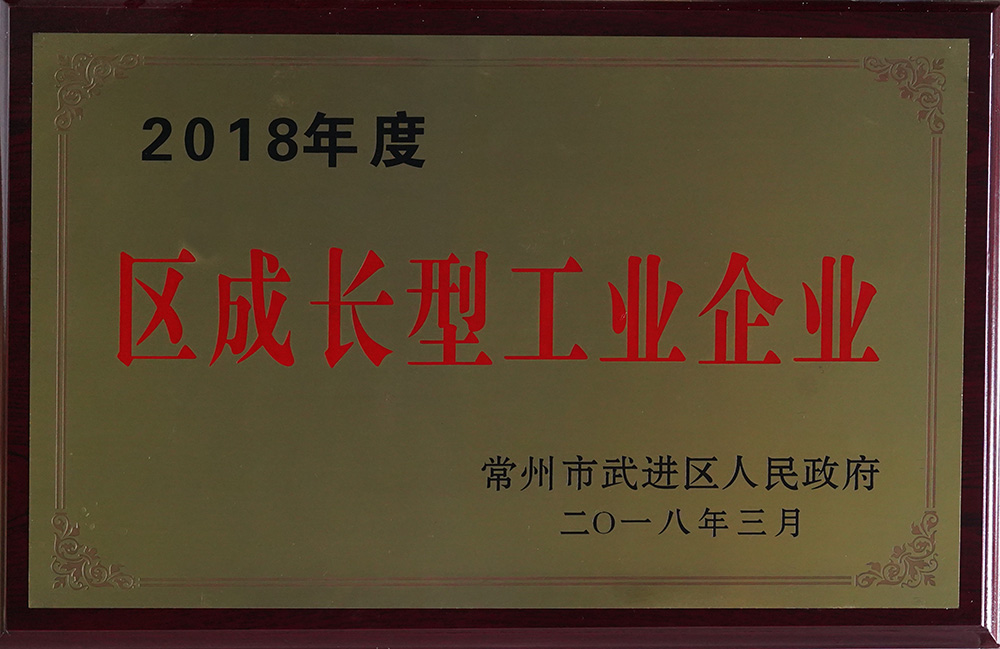 2018年度
区成长型工业企业
常州市武进区人民政府
二〇一八年三月